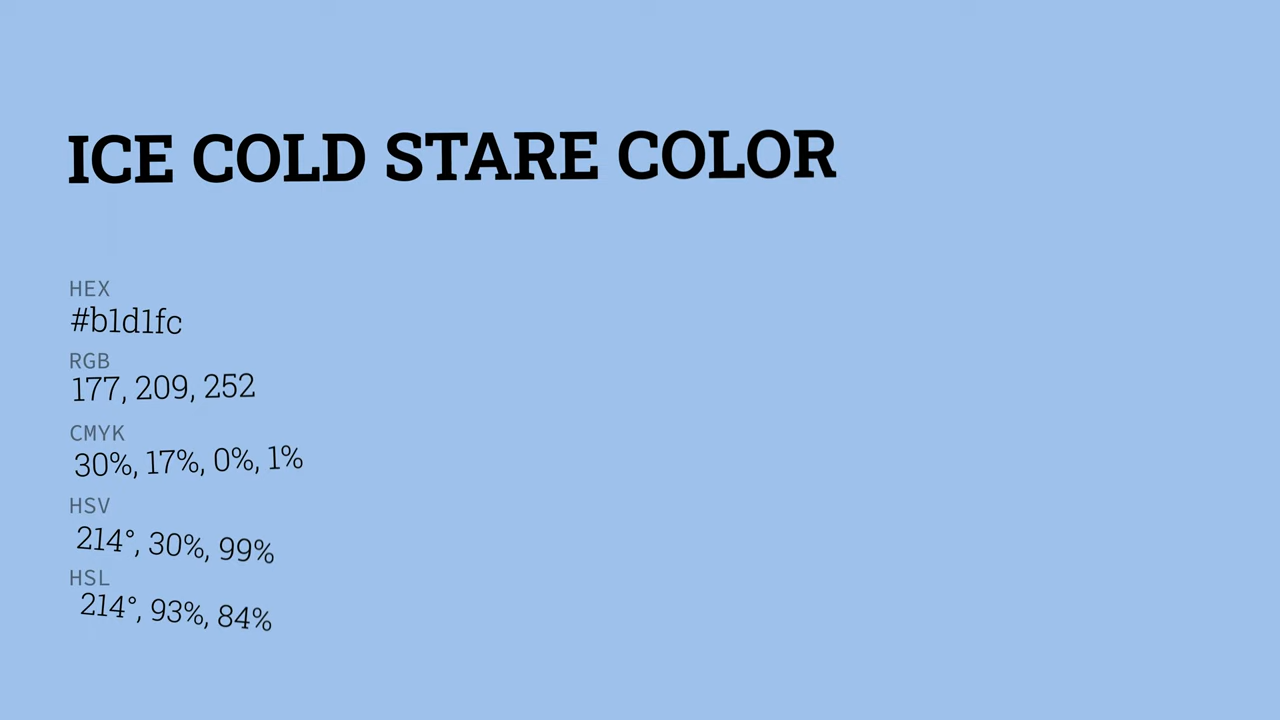 ICE COLD STARE COLOR
HEX
#b1d1fc
RGB
177, 209, 252
CMYK
30%, 17%, 0%, 1%
HSV
214°, 30%, 99%
HSL
214°, 93%, 84%